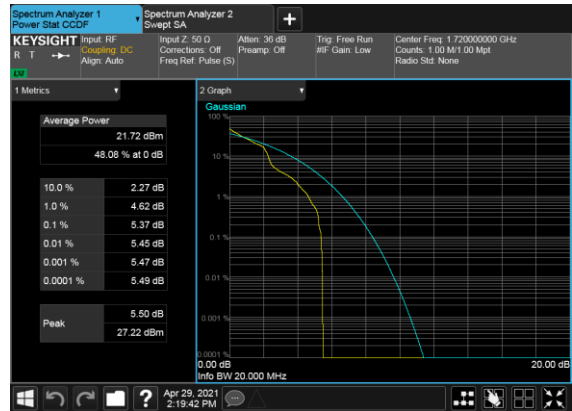 Spectrum Analyzer 1
Power Stat CCDF
Spectrum Analyzer 2
Swept SA
+
KEYSIGHT
R T
Input: RF
Coupling: DC
Align: Auto
Input Z: 50 Ω
Corrections: Off
Freq Ref: Pulse (S)
Atten: 36 dB
Preamp: Off
Trig: Free Run
#IF Gain: Low
Center Freq: 1.720000000 GHz
Counts: 1.00 M/1.00 Mpt
Radio Std: None
1 Metrics
Average Power
21.72 dBm
48.08 % at 0 dB
10.0 % 2.27 dB
1.0 % 4.62 dB
0.1 % 5.37 dB
0.01 % 5.45 dB
0.001 % 5.47 dB
0.0001 % 5.49 dB
Peak
5.50 dB
27.22 dBm
2 Graph
Gaussian
100 %
10 %
1 %
0.1 %
0.01 %
0.001 %
0.0001 %
0.00 dB 20.00 dB
Info BW 20.000 MHz
?
Apr 29, 2021
2:19:42 PM